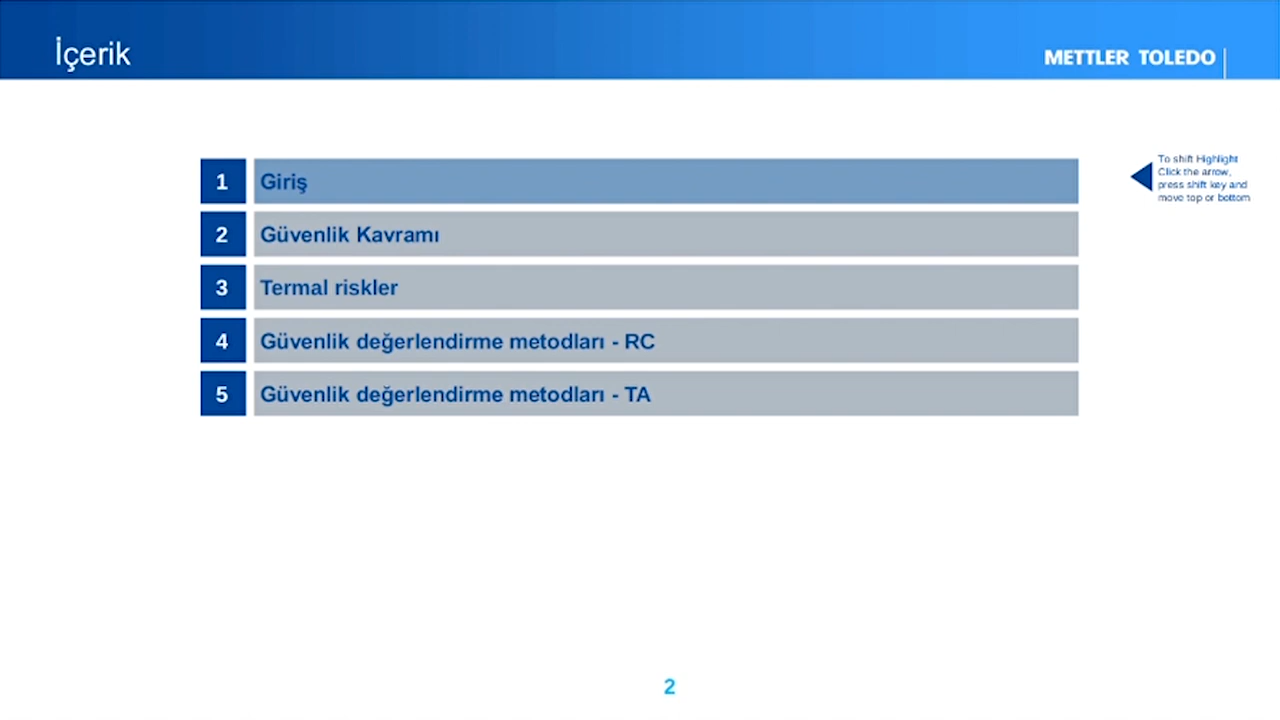 İçerik
METTLER TOLEDO
1 Giriş
To shift Highlight
Click the arrow,
press shift key and
move top or bottom
2 Güvenlik Kavramı
3 Termal riskler
4 Güvenlik değerlendirme metodları - RC
5 Güvenlik değerlendirme metodları - TA
2